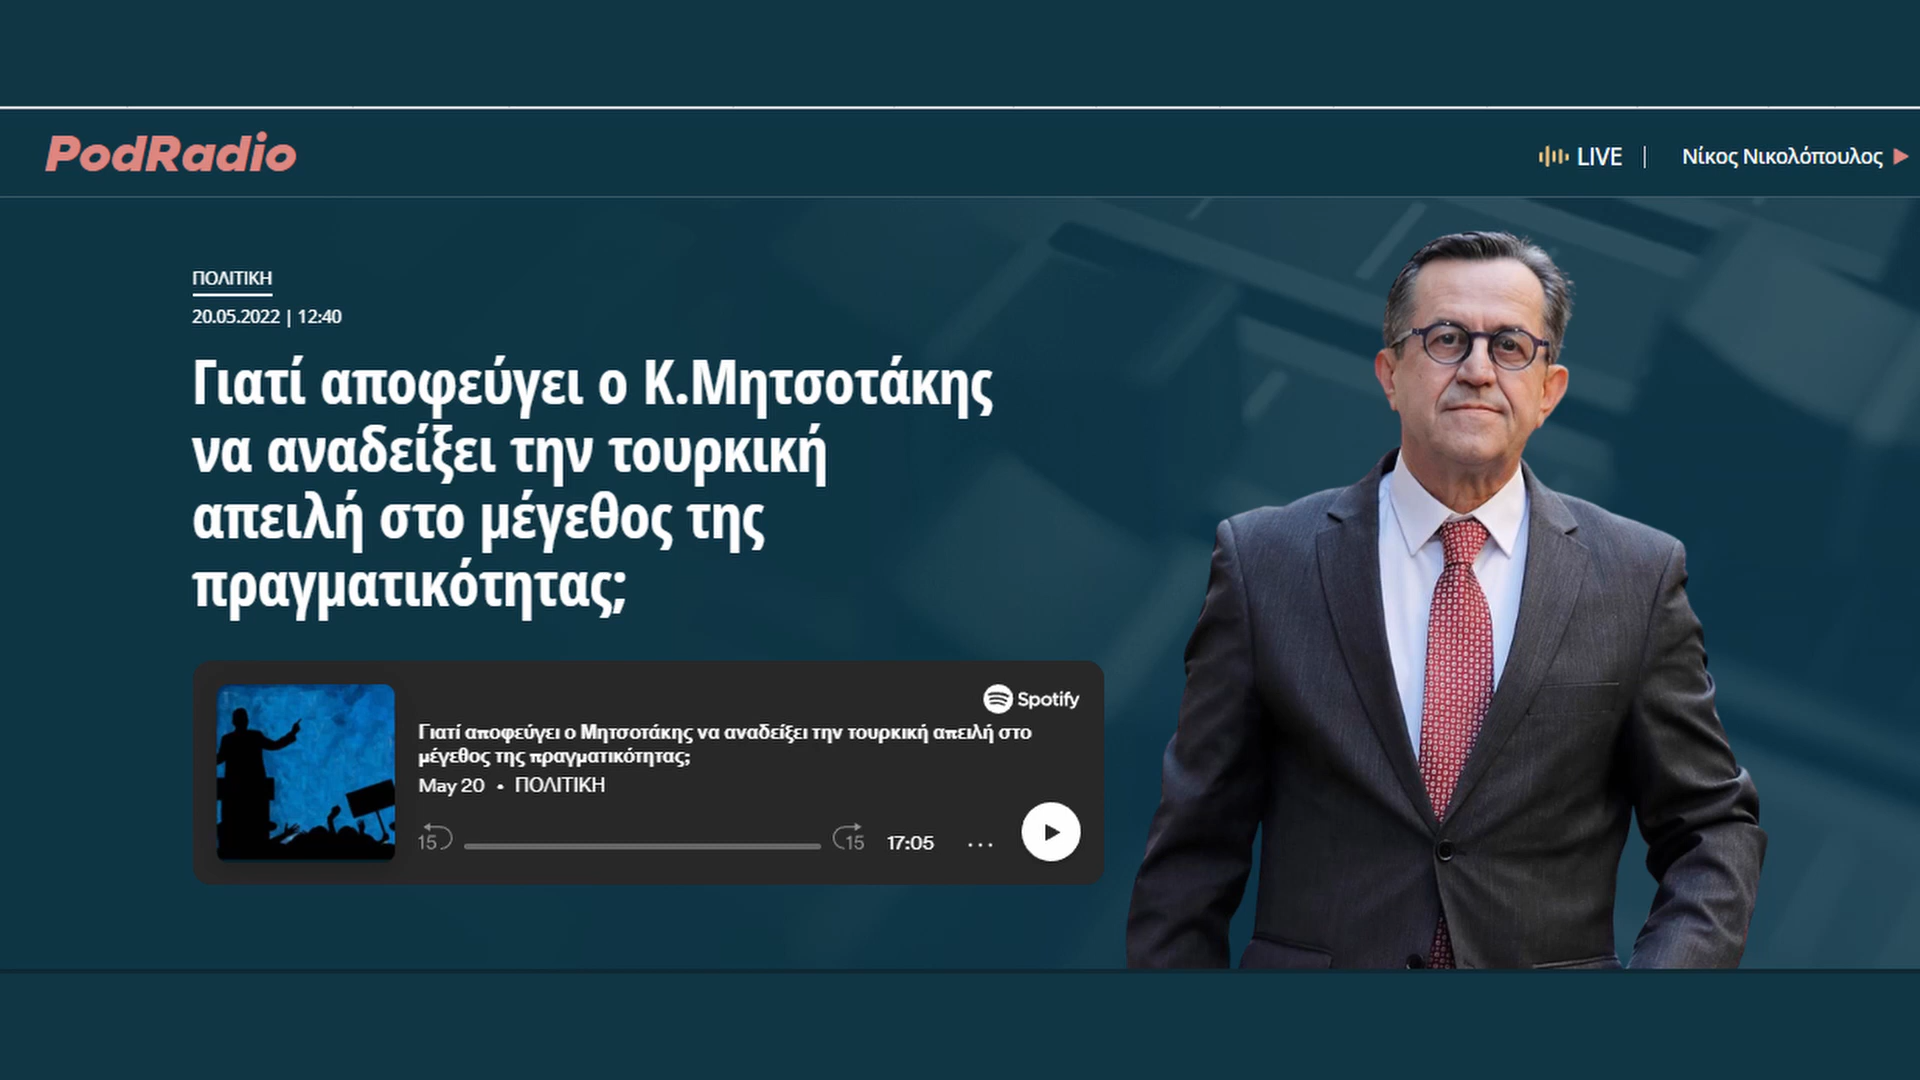 PodRadio
LIVE | Νίκος Νικολόπουλος
ΠΟΛΙΤΙΚΗ
20.05.2022 | 12:40
Γιατί αποφεύγει ο Κ.Μητσοτάκης
να αναδείξει την τουρκική
απειλή στο μέγεθος της
πραγματικότητας;
Spotify
Γιατί αποφεύγει ο Μητσοτάκης να αναδείξει την τουρκική απειλή στο
μέγεθος της πραγματικότητας;
May 20 • ΠΟΛΙΤΙΚΗ
15 15 17:05 ...